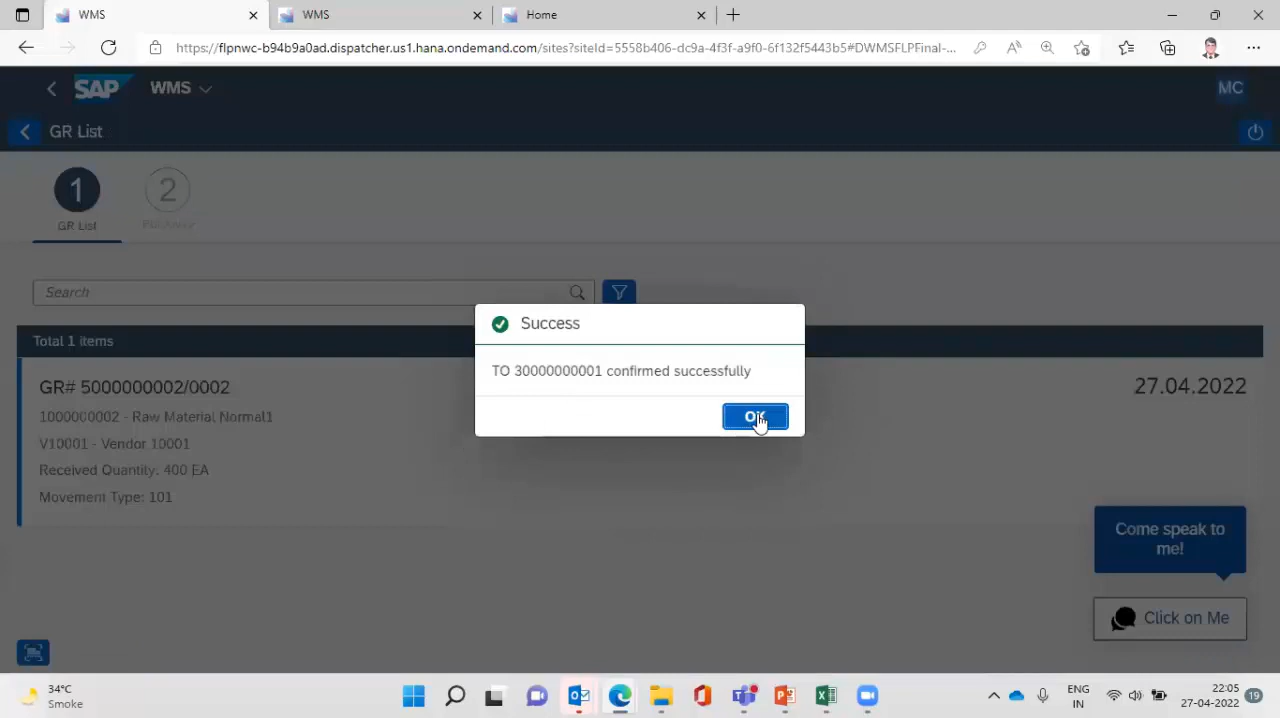 WMS
WMS
Home
https://flpnwc-b94b9a0ad.dispatcher.us1.hana.ondemand.com/sites?siteId=5558b406-dc9a-4f3f-a9f0-6f132f5443b5#DWMSFLPFinal-...
SAP
WMS
MC
GR List
1
2
GR List
Search
Total 1 items
Success
TO 30000000001 confirmed successfully
OK
GR# 5000000002/0002
27.04.2022
1000000002 - Raw Material Normal1
V10001 - Vendor 10001
Received Quantity: 400 EA
Movement Type: 101
Come speak to
me!
Click on Me
34°C
Smoke
ENG
IN
22:05
27-04-2022
19